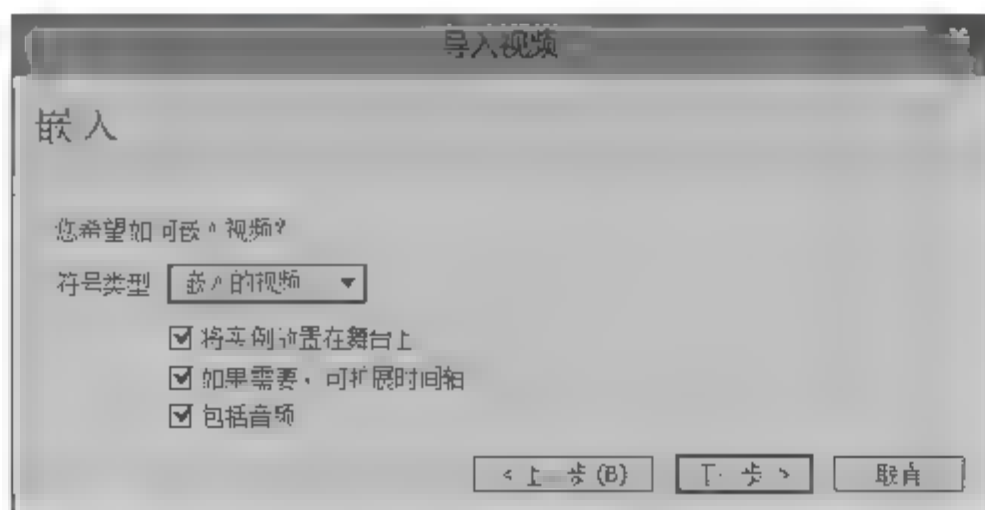 导入视频
嵌入
您希望如何嵌入视频?
符号类型 嵌入的视频
将实例放置在舞台上
如果需要，可扩展时间轴
包括音频
< 上一步(B) 下一步 > 取消